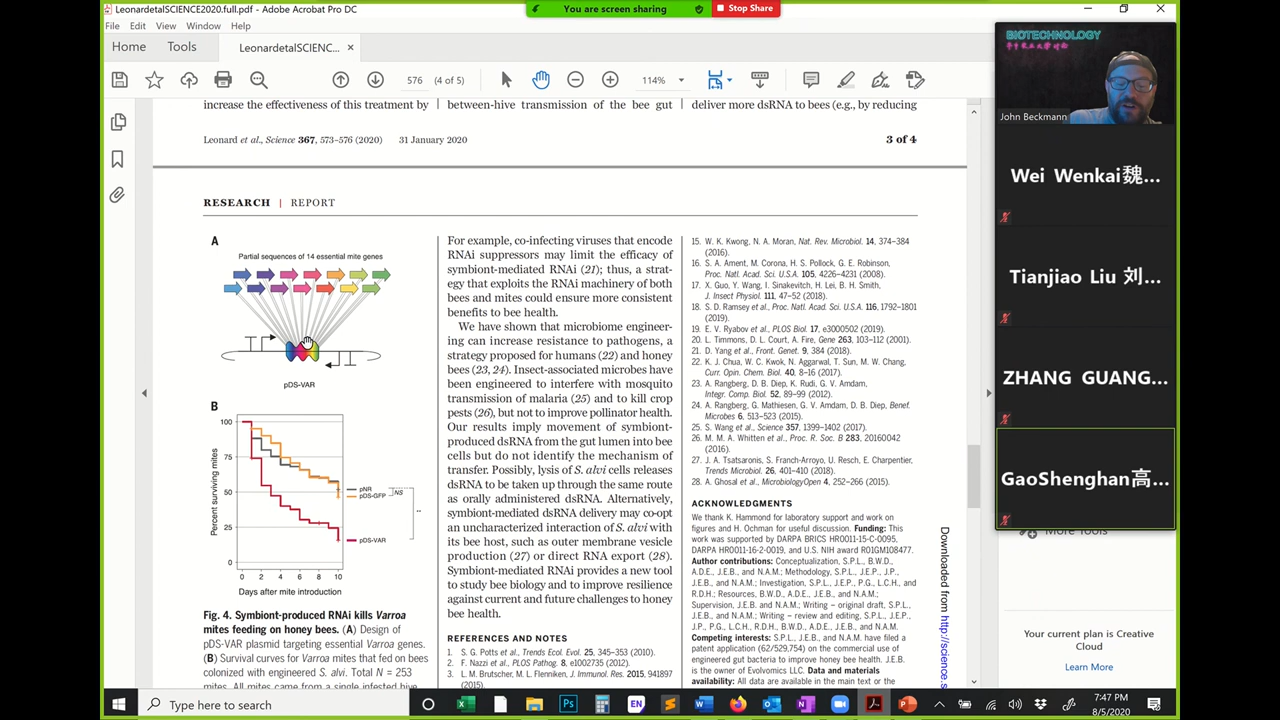 LeonardetalSCIENCE2020.full.pdf - Adobe Acrobat Pro DC
You are screen sharing
Stop Share
File Edit View Window Help
Home Tools LeonardetalSCIENC... ×
576 (4 of 5) 114%
increase the effectiveness of this treatment by
between-hive transmission of the bee gut
deliver more dsRNA to bees (e.g., by reducing
Leonard et al., Science 367, 573–576 (2020) 31 January 2020
3 of 4
RESEARCH | REPORT
A
Partial sequences of 14 essential mite genes
pDS-VAR
B
Percent surviving mites
100
75
50
25
0
0 2 4 6 8 10
Days after mite introduction
pNR
pDS-GFP
NS
pDS-VAR
**
Fig. 4. Symbiont-produced RNAi kills Varroa
mites feeding on honey bees. (A) Design of
pDS-VAR plasmid targeting essential Varroa genes.
(B) Survival curves for Varroa mites that fed on bees
colonized with engineered S. alvi. Total N = 253
mites. All mites came from a single infested hive
For example, co-infecting viruses that encode
RNAi suppressors may limit the efficacy of
symbiont-mediated RNAi (21); thus, a strat-
egy that exploits the RNAi machinery of both
bees and mites could ensure more consistent
benefits to bee health.
We have shown that microbiome engineer-
ing can increase resistance to pathogens, a
strategy proposed for humans (22) and honey
bees (23, 24). Insect-associated microbes have
been engineered to interfere with mosquito
transmission of malaria (25) and to kill crop
pests (26), but not to improve pollinator health.
Our results imply movement of symbiont-
produced dsRNA from the gut lumen into bee
cells but do not identify the mechanism of
transfer. Possibly, lysis of S. alvi cells releases
dsRNA to be taken up through the same route
as orally administered dsRNA. Alternatively,
symbiont-mediated dsRNA delivery may co-opt
an uncharacterized interaction of S. alvi with
its bee host, such as outer membrane vesicle
production (27) or direct RNA export (28).
Symbiont-mediated RNAi provides a new tool
to study bee biology and to improve resilience
against current and future challenges to honey
bee health.
REFERENCES AND NOTES
1. S. G. Potts et al., Trends Ecol. Evol. 25, 345–353 (2010).
2. F. Nazzi et al., PLOS Pathog. 8, e1002735 (2012).
3. L. M. Brutscher, M. L. Flenniken, J. Immunol. Res. 2015, 941897
(2015).
15. W. K. Kwong, N. A. Moran, Nat. Rev. Microbiol. 14, 374–384
(2016).
16. S. A. Ament, M. Corona, H. S. Pollock, G. E. Robinson,
Proc. Natl. Acad. Sci. U.S.A. 105, 4226–4231 (2008).
17. X. Guo, Y. Wang, I. Sinakevitch, H. Lei, B. H. Smith,
J. Insect Physiol. 111, 47–52 (2018).
18. S. D. Ramsey et al., Proc. Natl. Acad. Sci. U.S.A. 116, 1792–1801
(2019).
19. E. V. Ryabov et al., PLOS Biol. 17, e3000502 (2019).
20. L. Timmons, D. L. Court, A. Fire, Gene 263, 103–112 (2001).
21. D. Yang et al., Front. Genet. 9, 384 (2018).
22. K. J. Chua, W. C. Kwok, N. Aggarwal, T. Sun, M. W. Chang,
Curr. Opin. Chem. Biol. 40, 8–16 (2017).
23. A. Rangberg, D. B. Diep, K. Rudi, G. V. Amdam,
Integr. Comp. Biol. 52, 89–99 (2012).
24. A. Rangberg, G. Mathiesen, G. V. Amdam, D. B. Diep, Benef.
Microbes 6, 513–523 (2015).
25. S. Wang et al., Science 357, 1399–1402 (2017).
26. M. M. A. Whitten et al., Proc. R. Soc. B 283, 20160042
(2016).
27. J. A. Tsatsaronis, S. Franch-Arroyo, U. Resch, E. Charpentier,
Trends Microbiol. 26, 401–410 (2018).
28. A. Ghosal et al., MicrobiologyOpen 4, 252–266 (2015).
ACKNOWLEDGMENTS
We thank K. Hammond for laboratory support and work on
figures and H. Ochman for useful discussion. Funding: This
work was supported by DARPA BRICS HR0011-15-C-0095,
DARPA HR0011-16-2-0019, and U.S. NIH award R01GM108477.
Author contributions: Conceptualization, S.P.L., B.W.D.,
A.D.E., J.E.B., and N.A.M.; Methodology, S.P.L., J.E.P., J.P.,
R.D.H., J.E.B., and N.A.M.; Investigation, S.P.L., J.E.P., P.G., L.C.H., and
R.D.H.; Resources, B.W.D., A.D.E., J.E.B., and N.A.M.;
Supervision, J.E.B. and N.A.M.; Writing – original draft, S.P.L.,
J.E.B., and N.A.M.; Writing – review and editing, S.P.L., J.E.P.,
J.P., P.G., L.C.H., R.D.H., B.W.D., A.D.E., J.E.B., and N.A.M.
Competing interests: S.P.L., J.E.B., and N.A.M. have filed a
patent application (62/529,754) on the commercial use of
engineered gut bacteria to improve honey bee health. J.E.B.
is the owner of Evolvomics LLC. Data and materials
availability: All data are available in the main text or the
Downloaded from http://science.s
BIOTECHNOLOGY
John Beckmann
Wei Wenkai魏...
Tianjiao Liu 刘...
ZHANG GUANG...
GaoShenghan高...
More Tools
Your current plan is Creative
Cloud
Learn More
Type here to search
EN
7:47 PM
8/5/2020